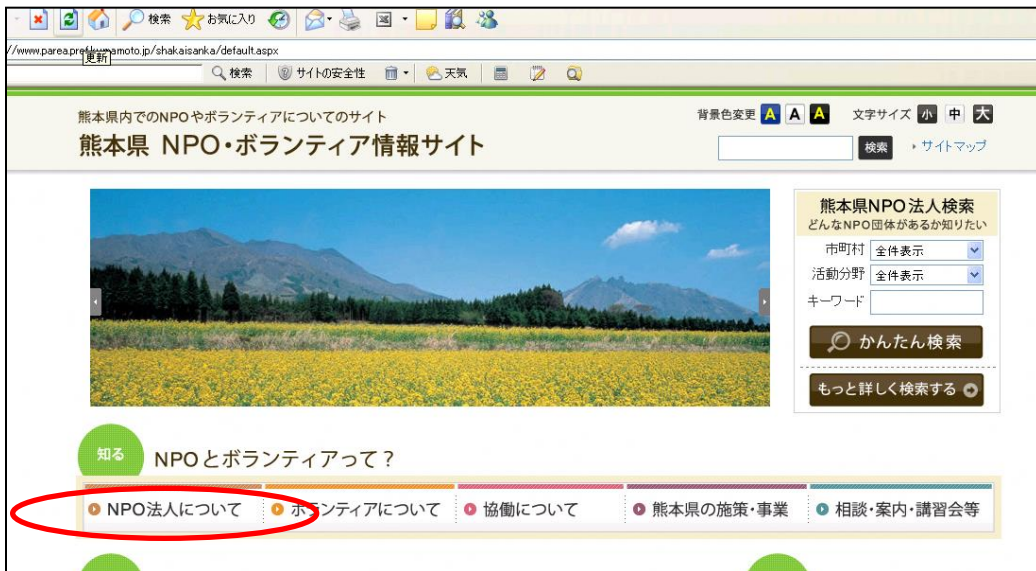 検索 お気に入り
//www.parea.pref.kumamoto.jp/shakaisanka/default.aspx
更新
検索 サイトの安全性 天気
熊本県内でのNPOやボランティアについてのサイト
背景色変更 A A A 文字サイズ 小 中 大
熊本県 NPO・ボランティア情報サイト
検索 サイトマップ
熊本県NPO法人検索
どんなNPO団体があるか知りたい
市町村 全件表示
活動分野 全件表示
キーワード
かんたん検索
もっと詳しく検索する
知る
NPOとボランティアって?
NPO法人について ボランティアについて 協働について 熊本県の施策・事業 相談・案内・講習会等